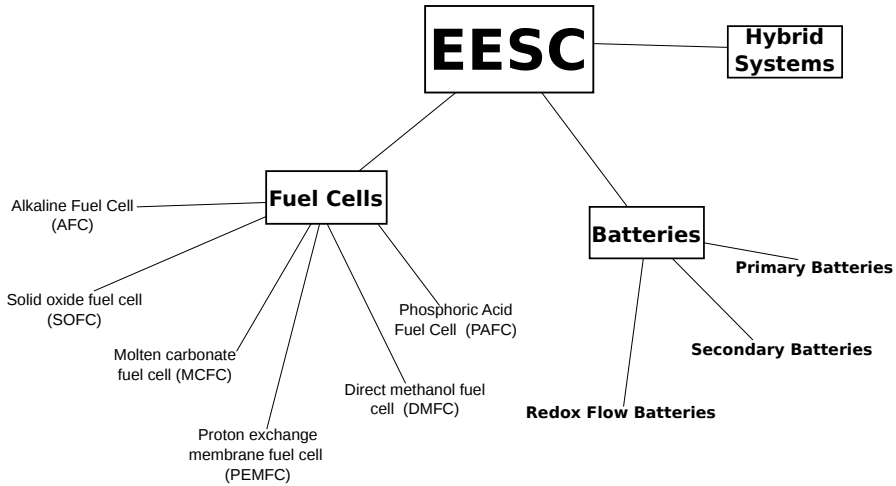 EESC
Hybrid
Systems
Fuel Cells
Alkaline Fuel Cell
(AFC)
Solid oxide fuel cell
(SOFC)
Molten carbonate
fuel cell (MCFC)
Proton exchange
membrane fuel cell
(PEMFC)
Direct methanol fuel
cell (DMFC)
Phosphoric Acid
Fuel Cell (PAFC)
Batteries
Primary Batteries
Secondary Batteries
Redox Flow Batteries